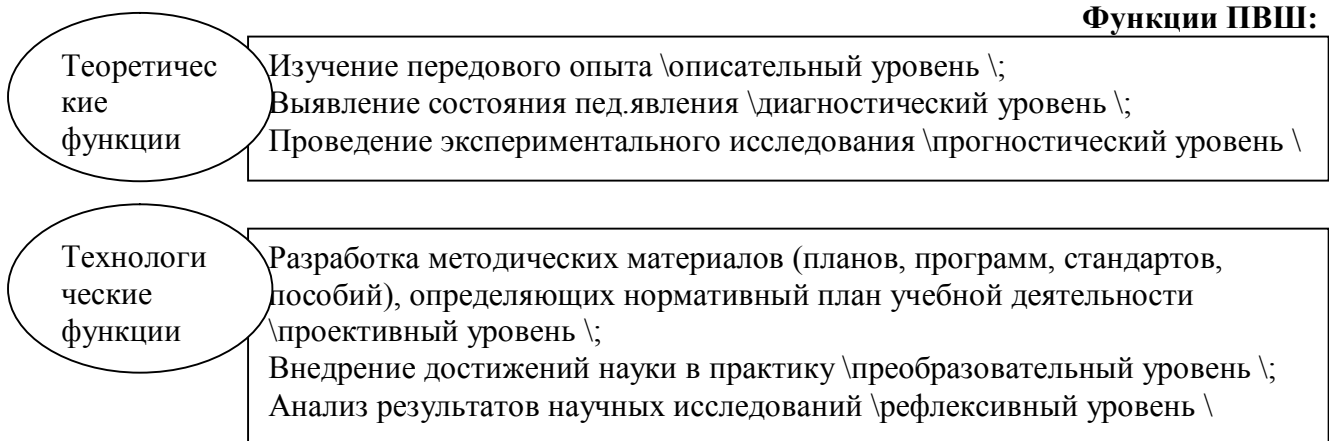 Функции ПВШ:
Теоретичес
кие
функции
Изучение передового опыта \описательный уровень \;
Выявление состояния пед.явления \диагностический уровень \;
Проведение экспериментального исследования \прогностический уровень \
Технологи
ческие
функции
Разработка методических материалов (планов, программ, стандартов,
пособий), определяющих нормативный план учебной деятельности
\проективный уровень \;
Внедрение достижений науки в практику \преобразовательный уровень \;
Анализ результатов научных исследований \рефлексивный уровень \